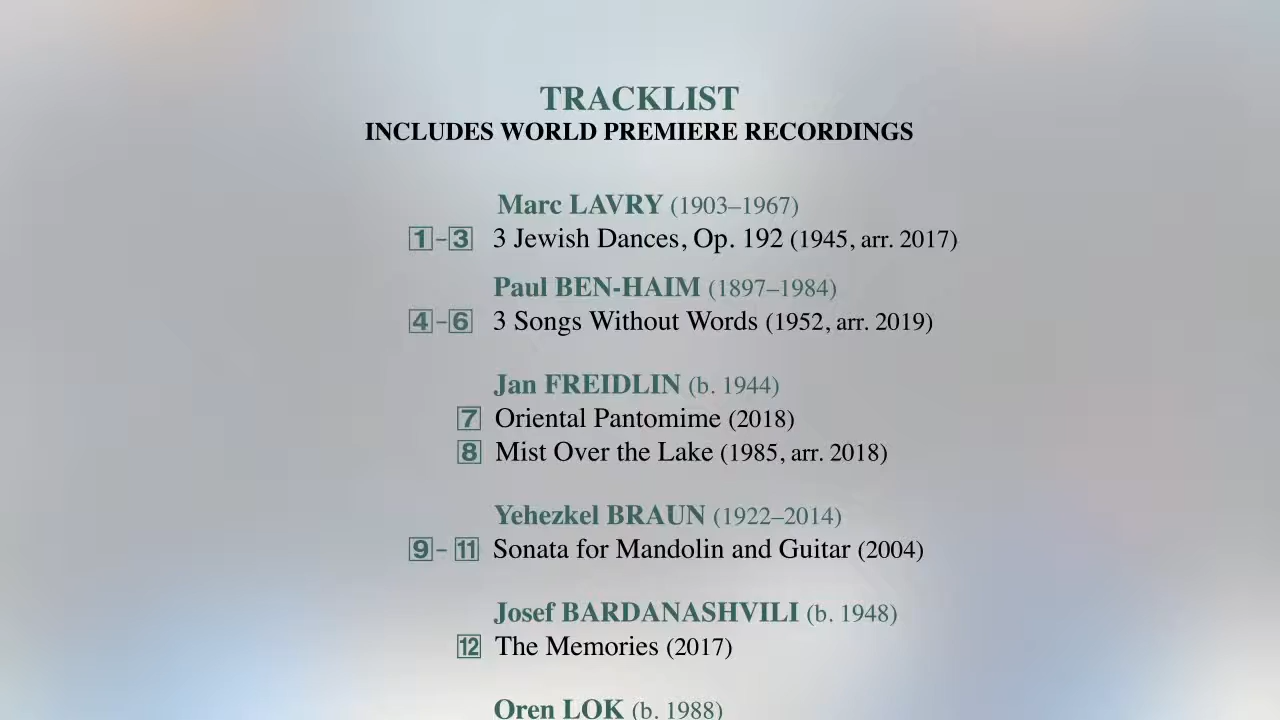 TRACKLIST
INCLUDES WORLD PREMIERE RECORDINGS
Marc LAVRY (1903–1967)
1–3 3 Jewish Dances, Op. 192 (1945, arr. 2017)
Paul BEN-HAIM (1897–1984)
4–6 3 Songs Without Words (1952, arr. 2019)
Jan FREIDLIN (b. 1944)
7 Oriental Pantomime (2018)
8 Mist Over the Lake (1985, arr. 2018)
Yehezkel BRAUN (1922–2014)
9– 11 Sonata for Mandolin and Guitar (2004)
Josef BARDANASHVILI (b. 1948)
12 The Memories (2017)
Oren LOK (b. 1988)